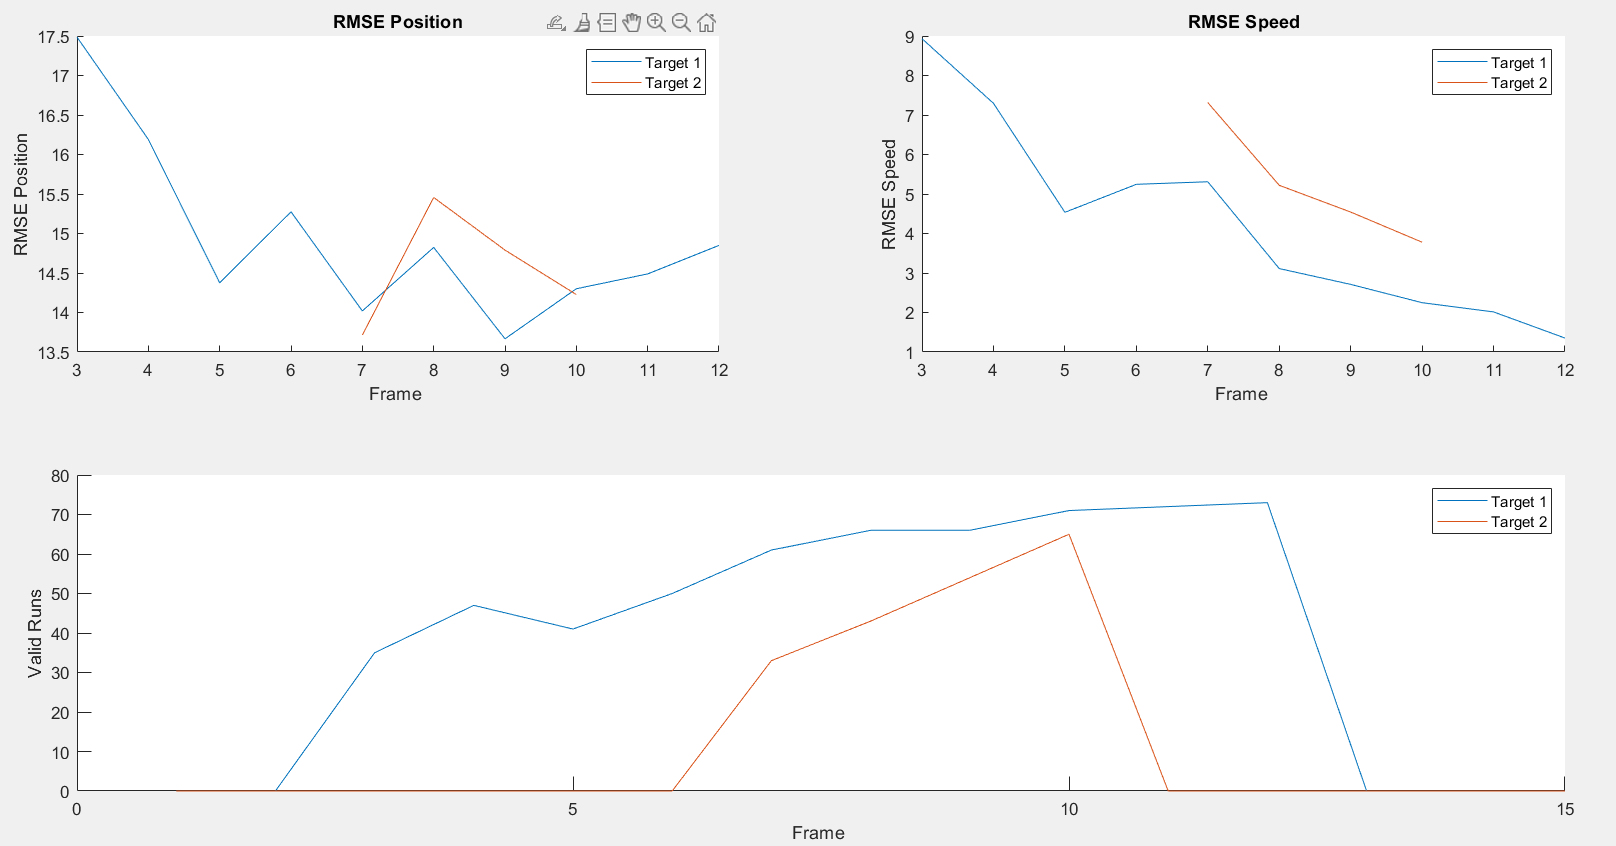 RMSE Position
17.5
17
16.5
16
15.5
15
14.5
14
13.5
RMSE Position
3 4 5 6 7 8 9 10 11 12
Frame
Target 1
Target 2
RMSE Speed
9
8
7
6
5
4
3
2
1
RMSE Speed
3 4 5 6 7 8 9 10 11 12
Frame
Target 1
Target 2
80
70
60
50
40
30
20
10
0
Valid Runs
0 5 10 15
Frame
Target 1
Target 2